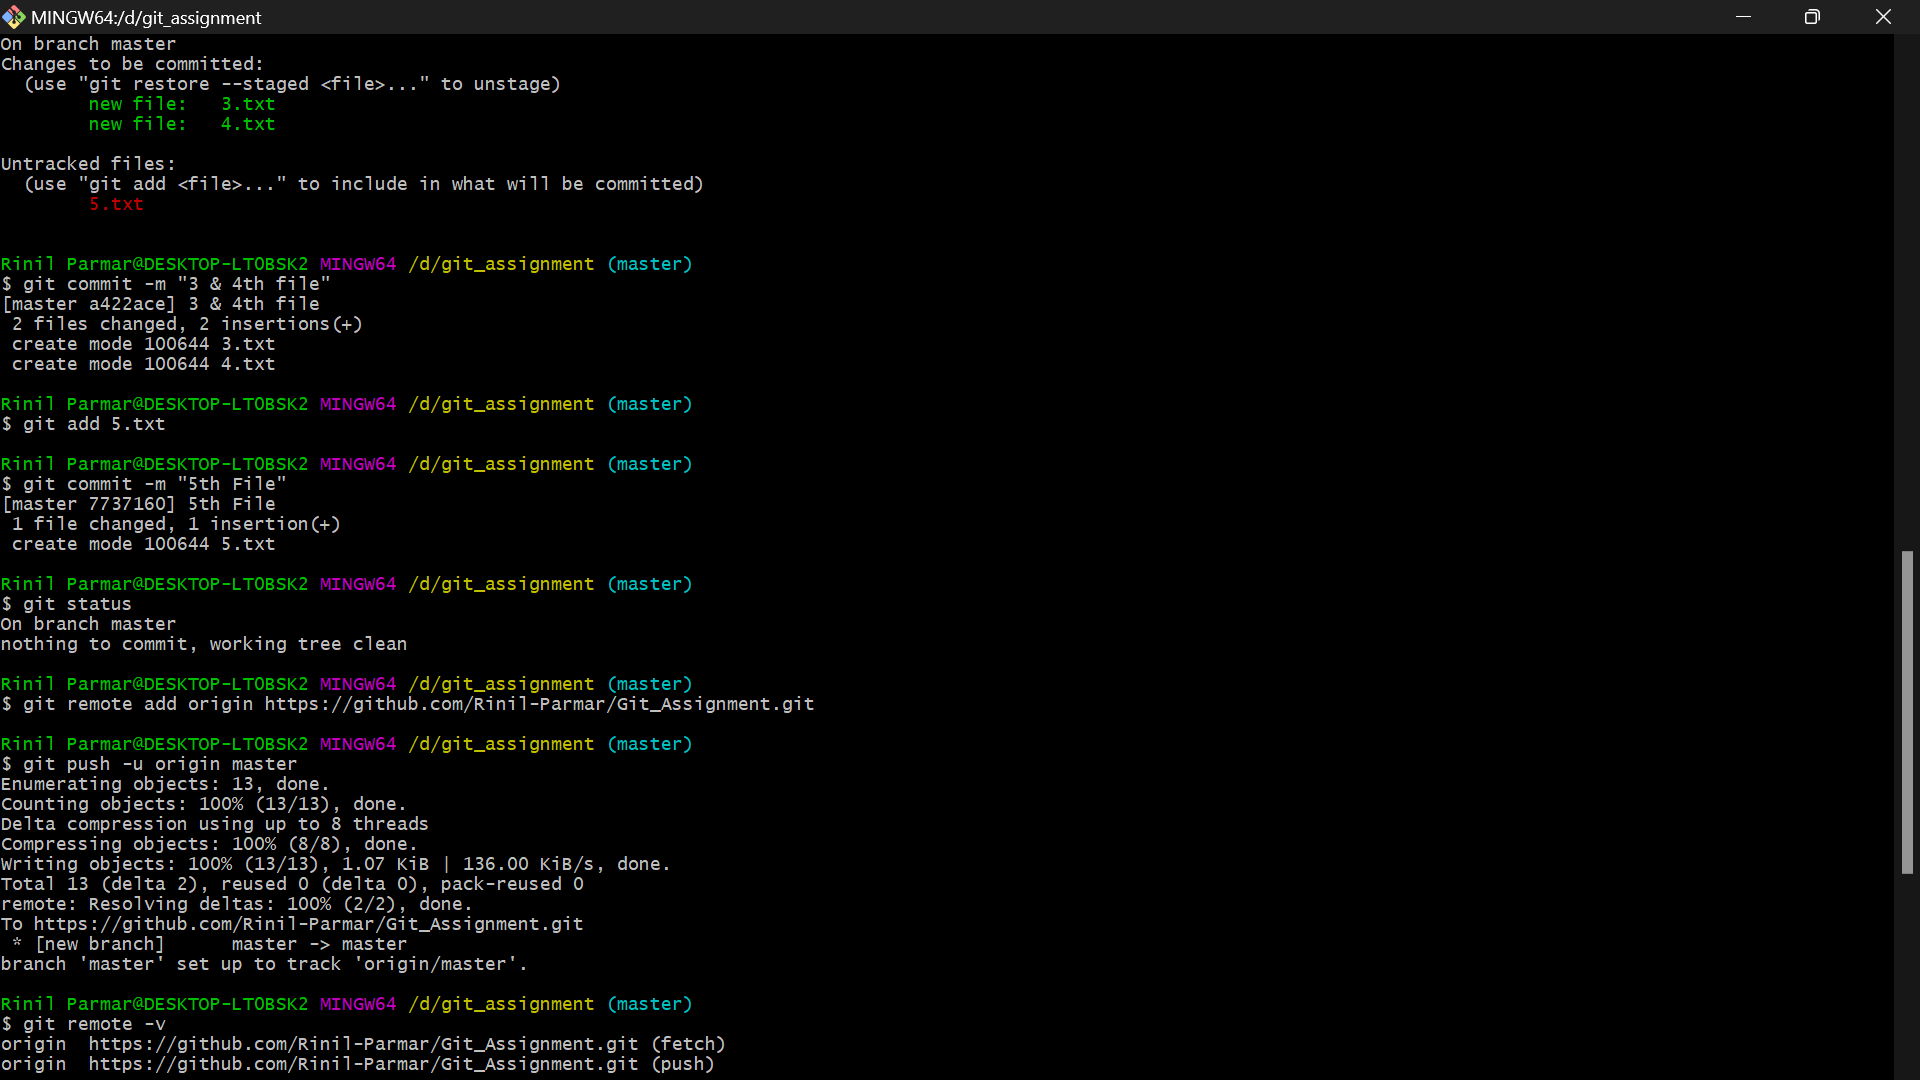 MINGW64:/d/git_assignment
On branch master
Changes to be committed:
  (use "git restore --staged <file>..." to unstage)
        new file:   3.txt
        new file:   4.txt
Untracked files:
  (use "git add <file>..." to include in what will be committed)
        5.txt
Rinil Parmar@DESKTOP-LT0BSK2 MINGW64 /d/git_assignment (master)
$ git commit -m "3 & 4th file"
[master a422ace] 3 & 4th file
 2 files changed, 2 insertions(+)
 create mode 100644 3.txt
 create mode 100644 4.txt
Rinil Parmar@DESKTOP-LT0BSK2 MINGW64 /d/git_assignment (master)
$ git add 5.txt
Rinil Parmar@DESKTOP-LT0BSK2 MINGW64 /d/git_assignment (master)
$ git commit -m "5th File"
[master 7737160] 5th File
 1 file changed, 1 insertion(+)
 create mode 100644 5.txt
Rinil Parmar@DESKTOP-LT0BSK2 MINGW64 /d/git_assignment (master)
$ git status
On branch master
nothing to commit, working tree clean
Rinil Parmar@DESKTOP-LT0BSK2 MINGW64 /d/git_assignment (master)
$ git remote add origin https://github.com/Rinil-Parmar/Git_Assignment.git
Rinil Parmar@DESKTOP-LT0BSK2 MINGW64 /d/git_assignment (master)
$ git push -u origin master
Enumerating objects: 13, done.
Counting objects: 100% (13/13), done.
Delta compression using up to 8 threads
Compressing objects: 100% (8/8), done.
Writing objects: 100% (13/13), 1.07 KiB | 136.00 KiB/s, done.
Total 13 (delta 2), reused 0 (delta 0), pack-reused 0
remote: Resolving deltas: 100% (2/2), done.
To https://github.com/Rinil-Parmar/Git_Assignment.git
 * [new branch]      master -> master
branch 'master' set up to track 'origin/master'.
Rinil Parmar@DESKTOP-LT0BSK2 MINGW64 /d/git_assignment (master)
$ git remote -v
origin  https://github.com/Rinil-Parmar/Git_Assignment.git (fetch)
origin  https://github.com/Rinil-Parmar/Git_Assignment.git (push)